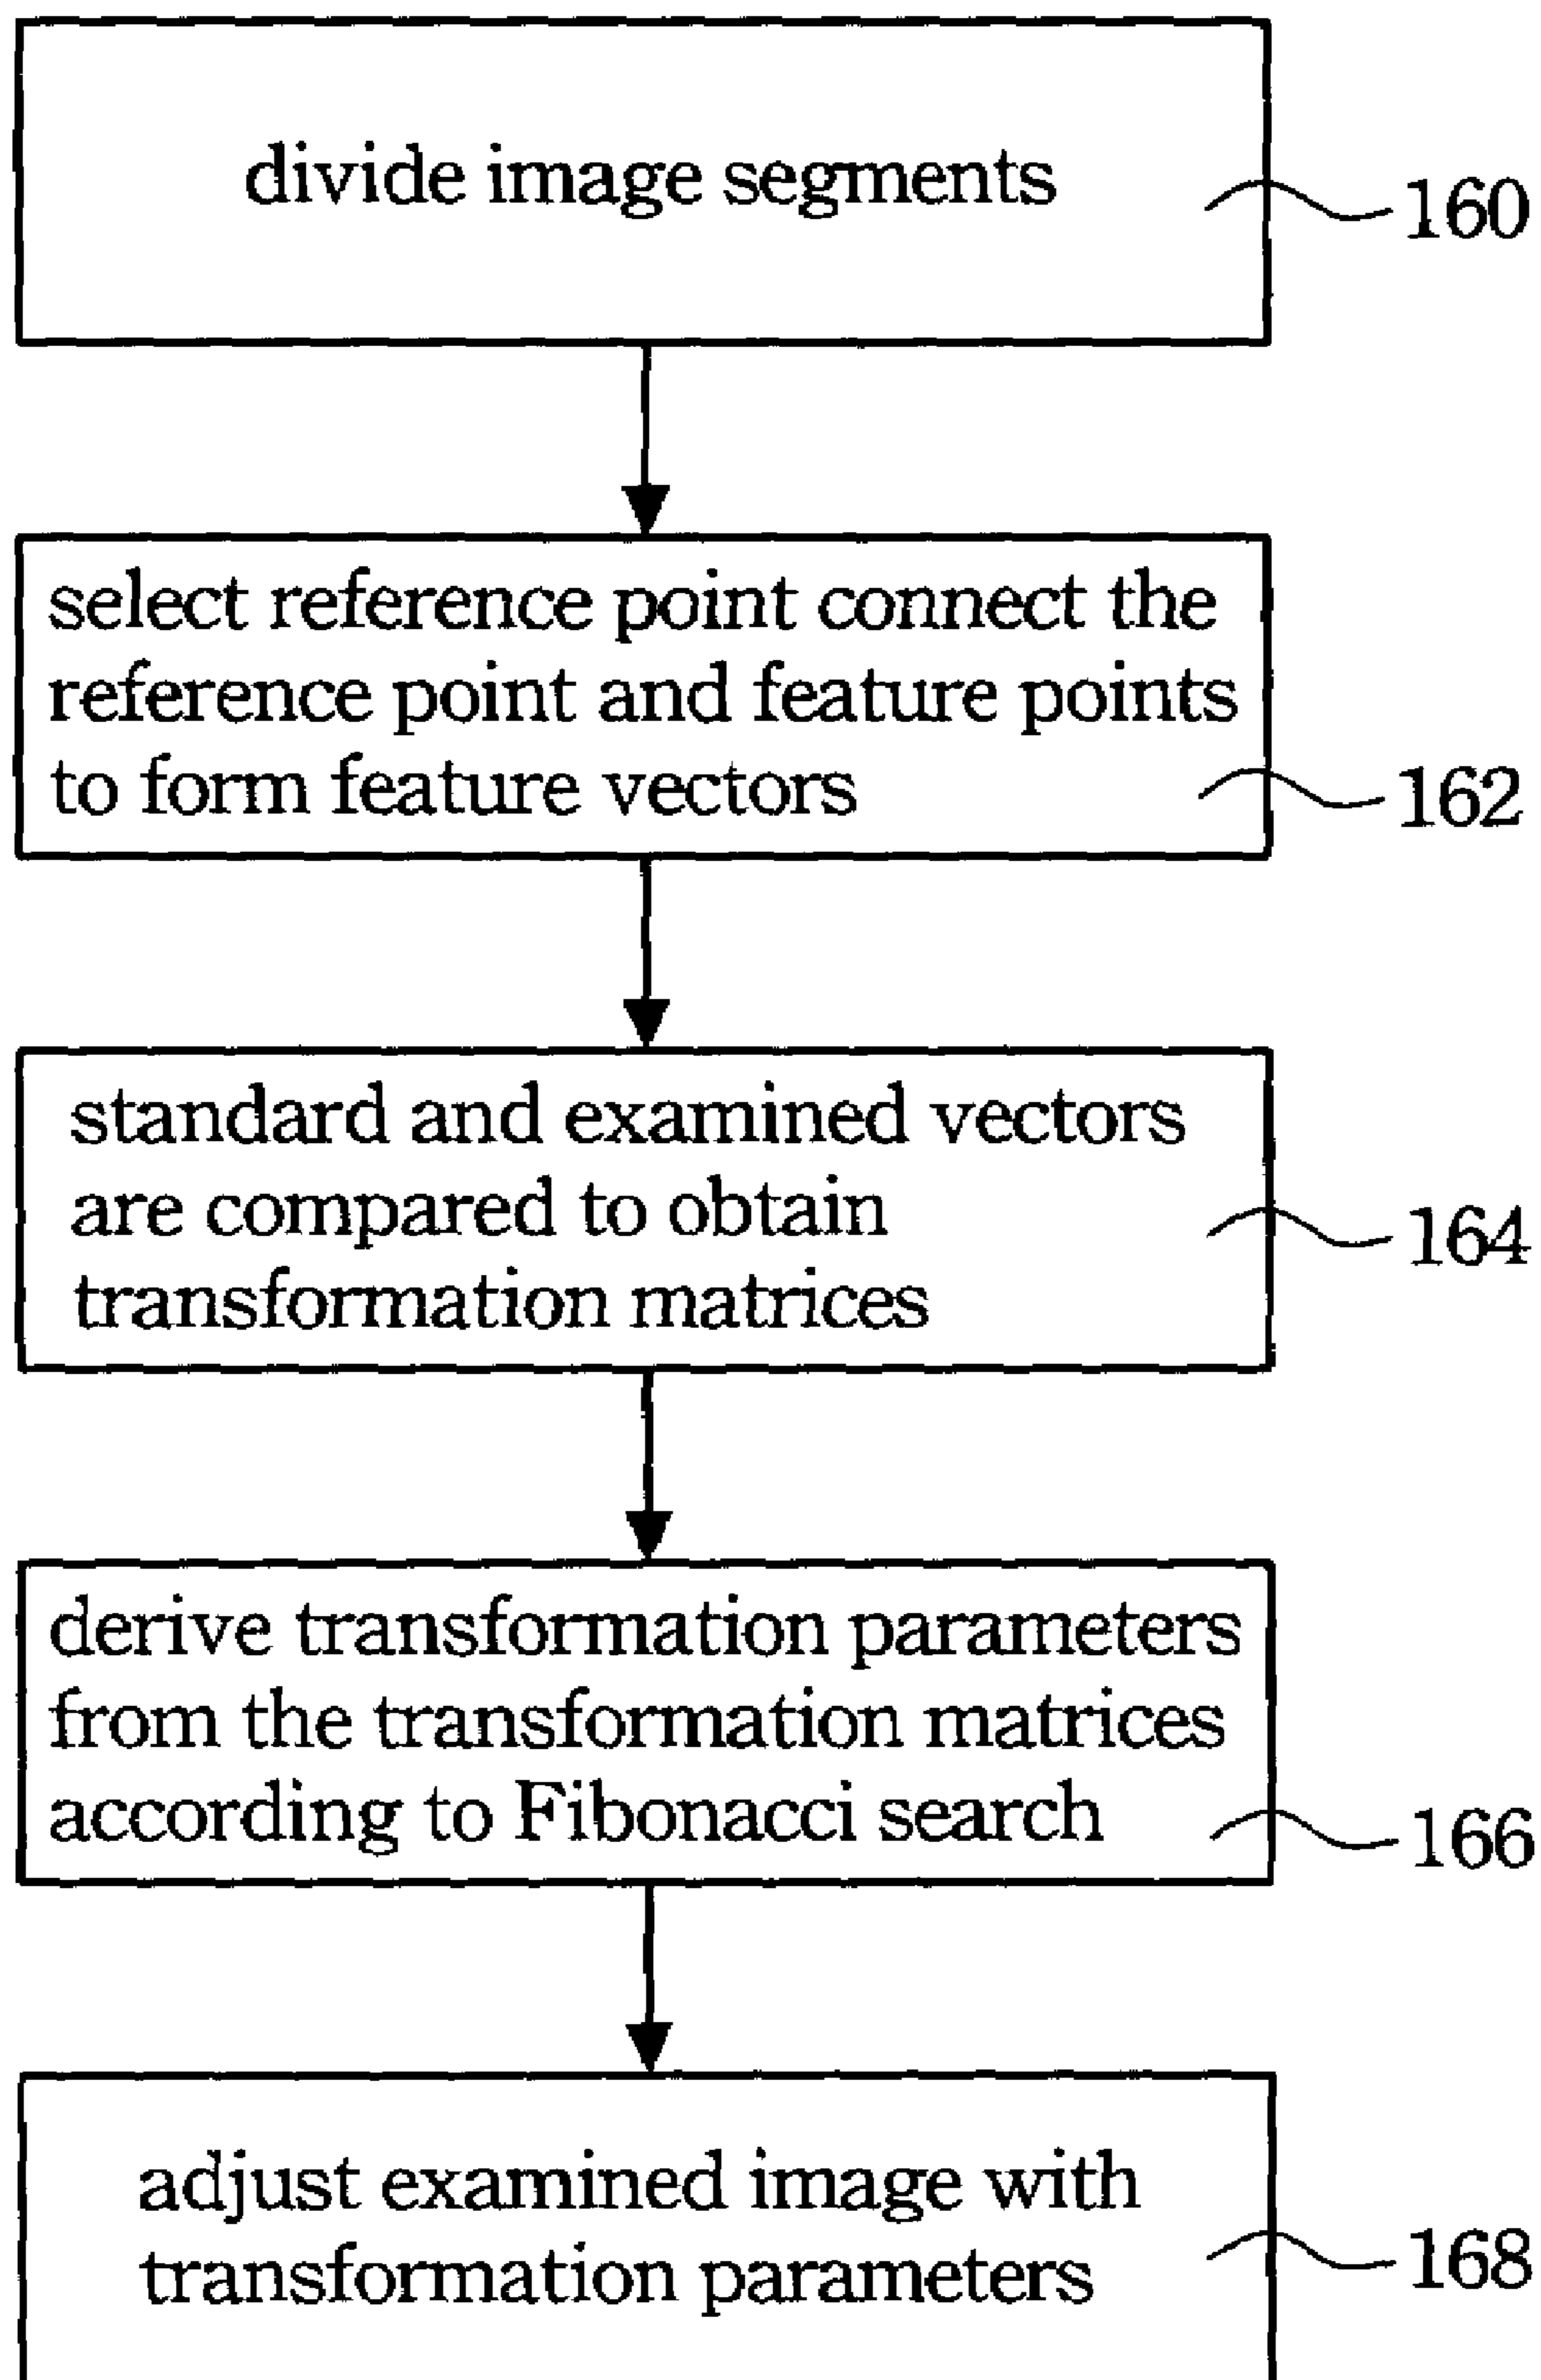 divide image segments
160
select reference point connect the
reference point and feature points
to form feature vectors
162
standard and examined vectors
are compared to obtain
transformation matrices
164
derive transformation parameters
from the transformation matrices
according to Fibonacci search
166
adjust examined image with
transformation parameters
168